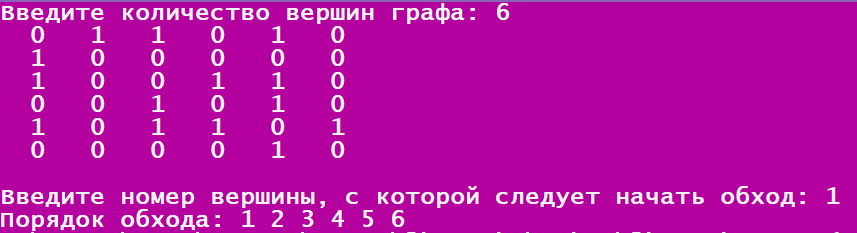 Введите количество вершин графа: 6
0 1 1 0 1 0
1 0 0 0 0 0
1 0 0 1 1 0
0 0 1 0 1 0
1 0 1 1 0 1
0 0 0 0 1 0
Введите номер вершины, с которой следует начать обход: 1
Порядок обхода: 1 2 3 4 5 6